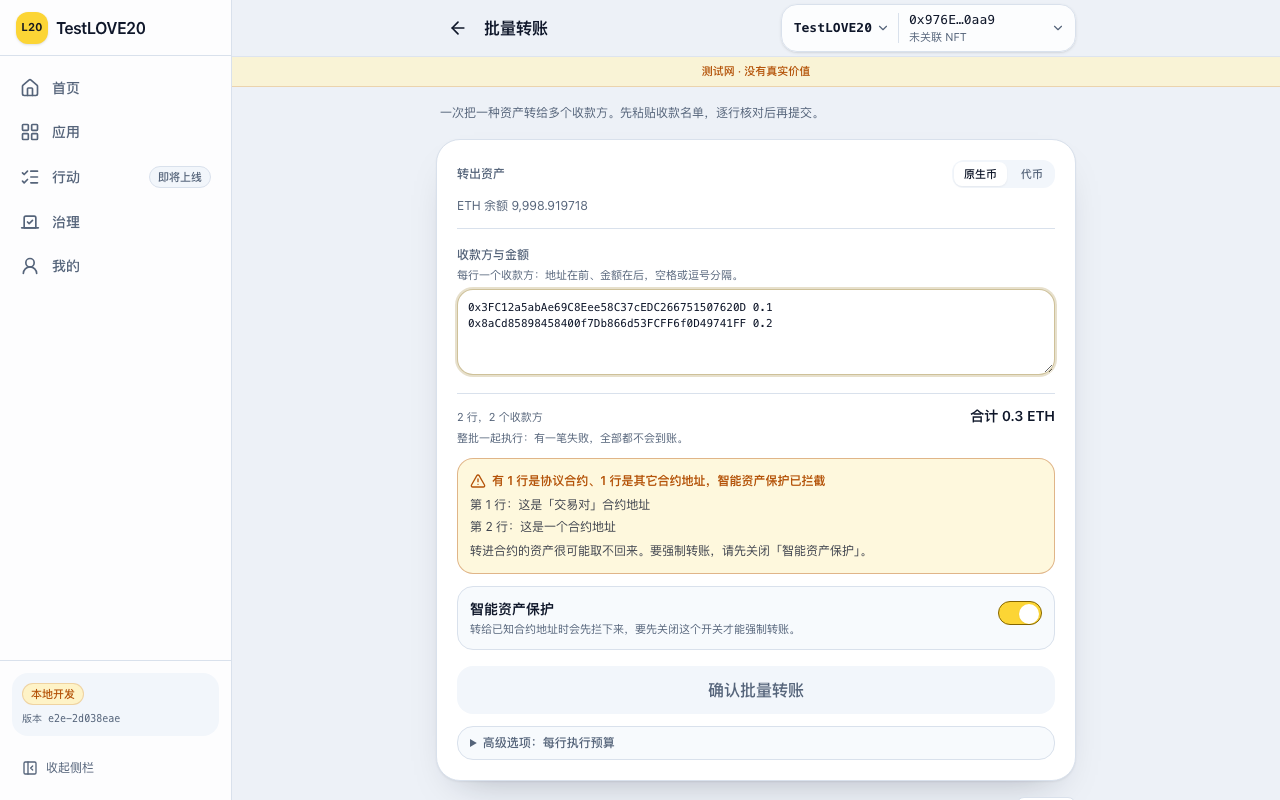 L20 TestLOVE20
首页
应用
行动 即将上线
治理
我的
本地开发
版本 e2e-2d038eae
收起侧栏
批量转账
TestLOVE20
0x976E…0aa9
未关联 NFT
测试网 · 没有真实价值
一次把一种资产转给多个收款方。先粘贴收款名单，逐行核对后再提交。
转出资产 原生币 代币
ETH 余额 9,998.919718
收款方与金额
每行一个收款方：地址在前、金额在后，空格或逗号分隔。
0x3FC12a5abAe69C8Eee58C37cEDC266751507620D 0.1
0x8aCd85898458400f7Db866d53FCFF6f0D49741FF 0.2
2 行，2 个收款方 合计 0.3 ETH
整批一起执行：有一笔失败，全部都不会到账。
有 1 行是协议合约、1 行是其它合约地址，智能资产保护已拦截
第 1 行：这是「交易对」合约地址
第 2 行：这是一个合约地址
转进合约的资产很可能取不回来。要强制转账，请先关闭「智能资产保护」。
智能资产保护
转给已知合约地址时会先拦下来，要先关闭这个开关才能强制转账。
确认批量转账
高级选项：每行执行预算